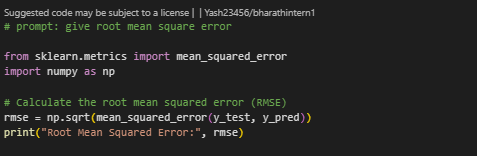 Suggested code may be subject to a license | | Yash23456/bharathintern1
# prompt: give root mean square error
from sklearn.metrics import mean_squared_error
import numpy as np
# Calculate the root mean squared error (RMSE)
rmse = np.sqrt(mean_squared_error(y_test, y_pred))
print("Root Mean Squared Error:", rmse)